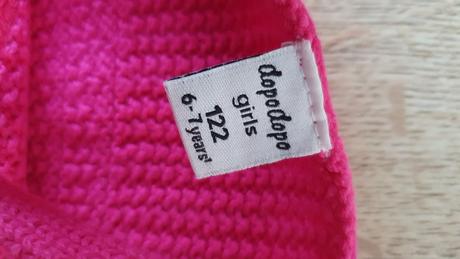 dopodopo
girls
122
6-7 years